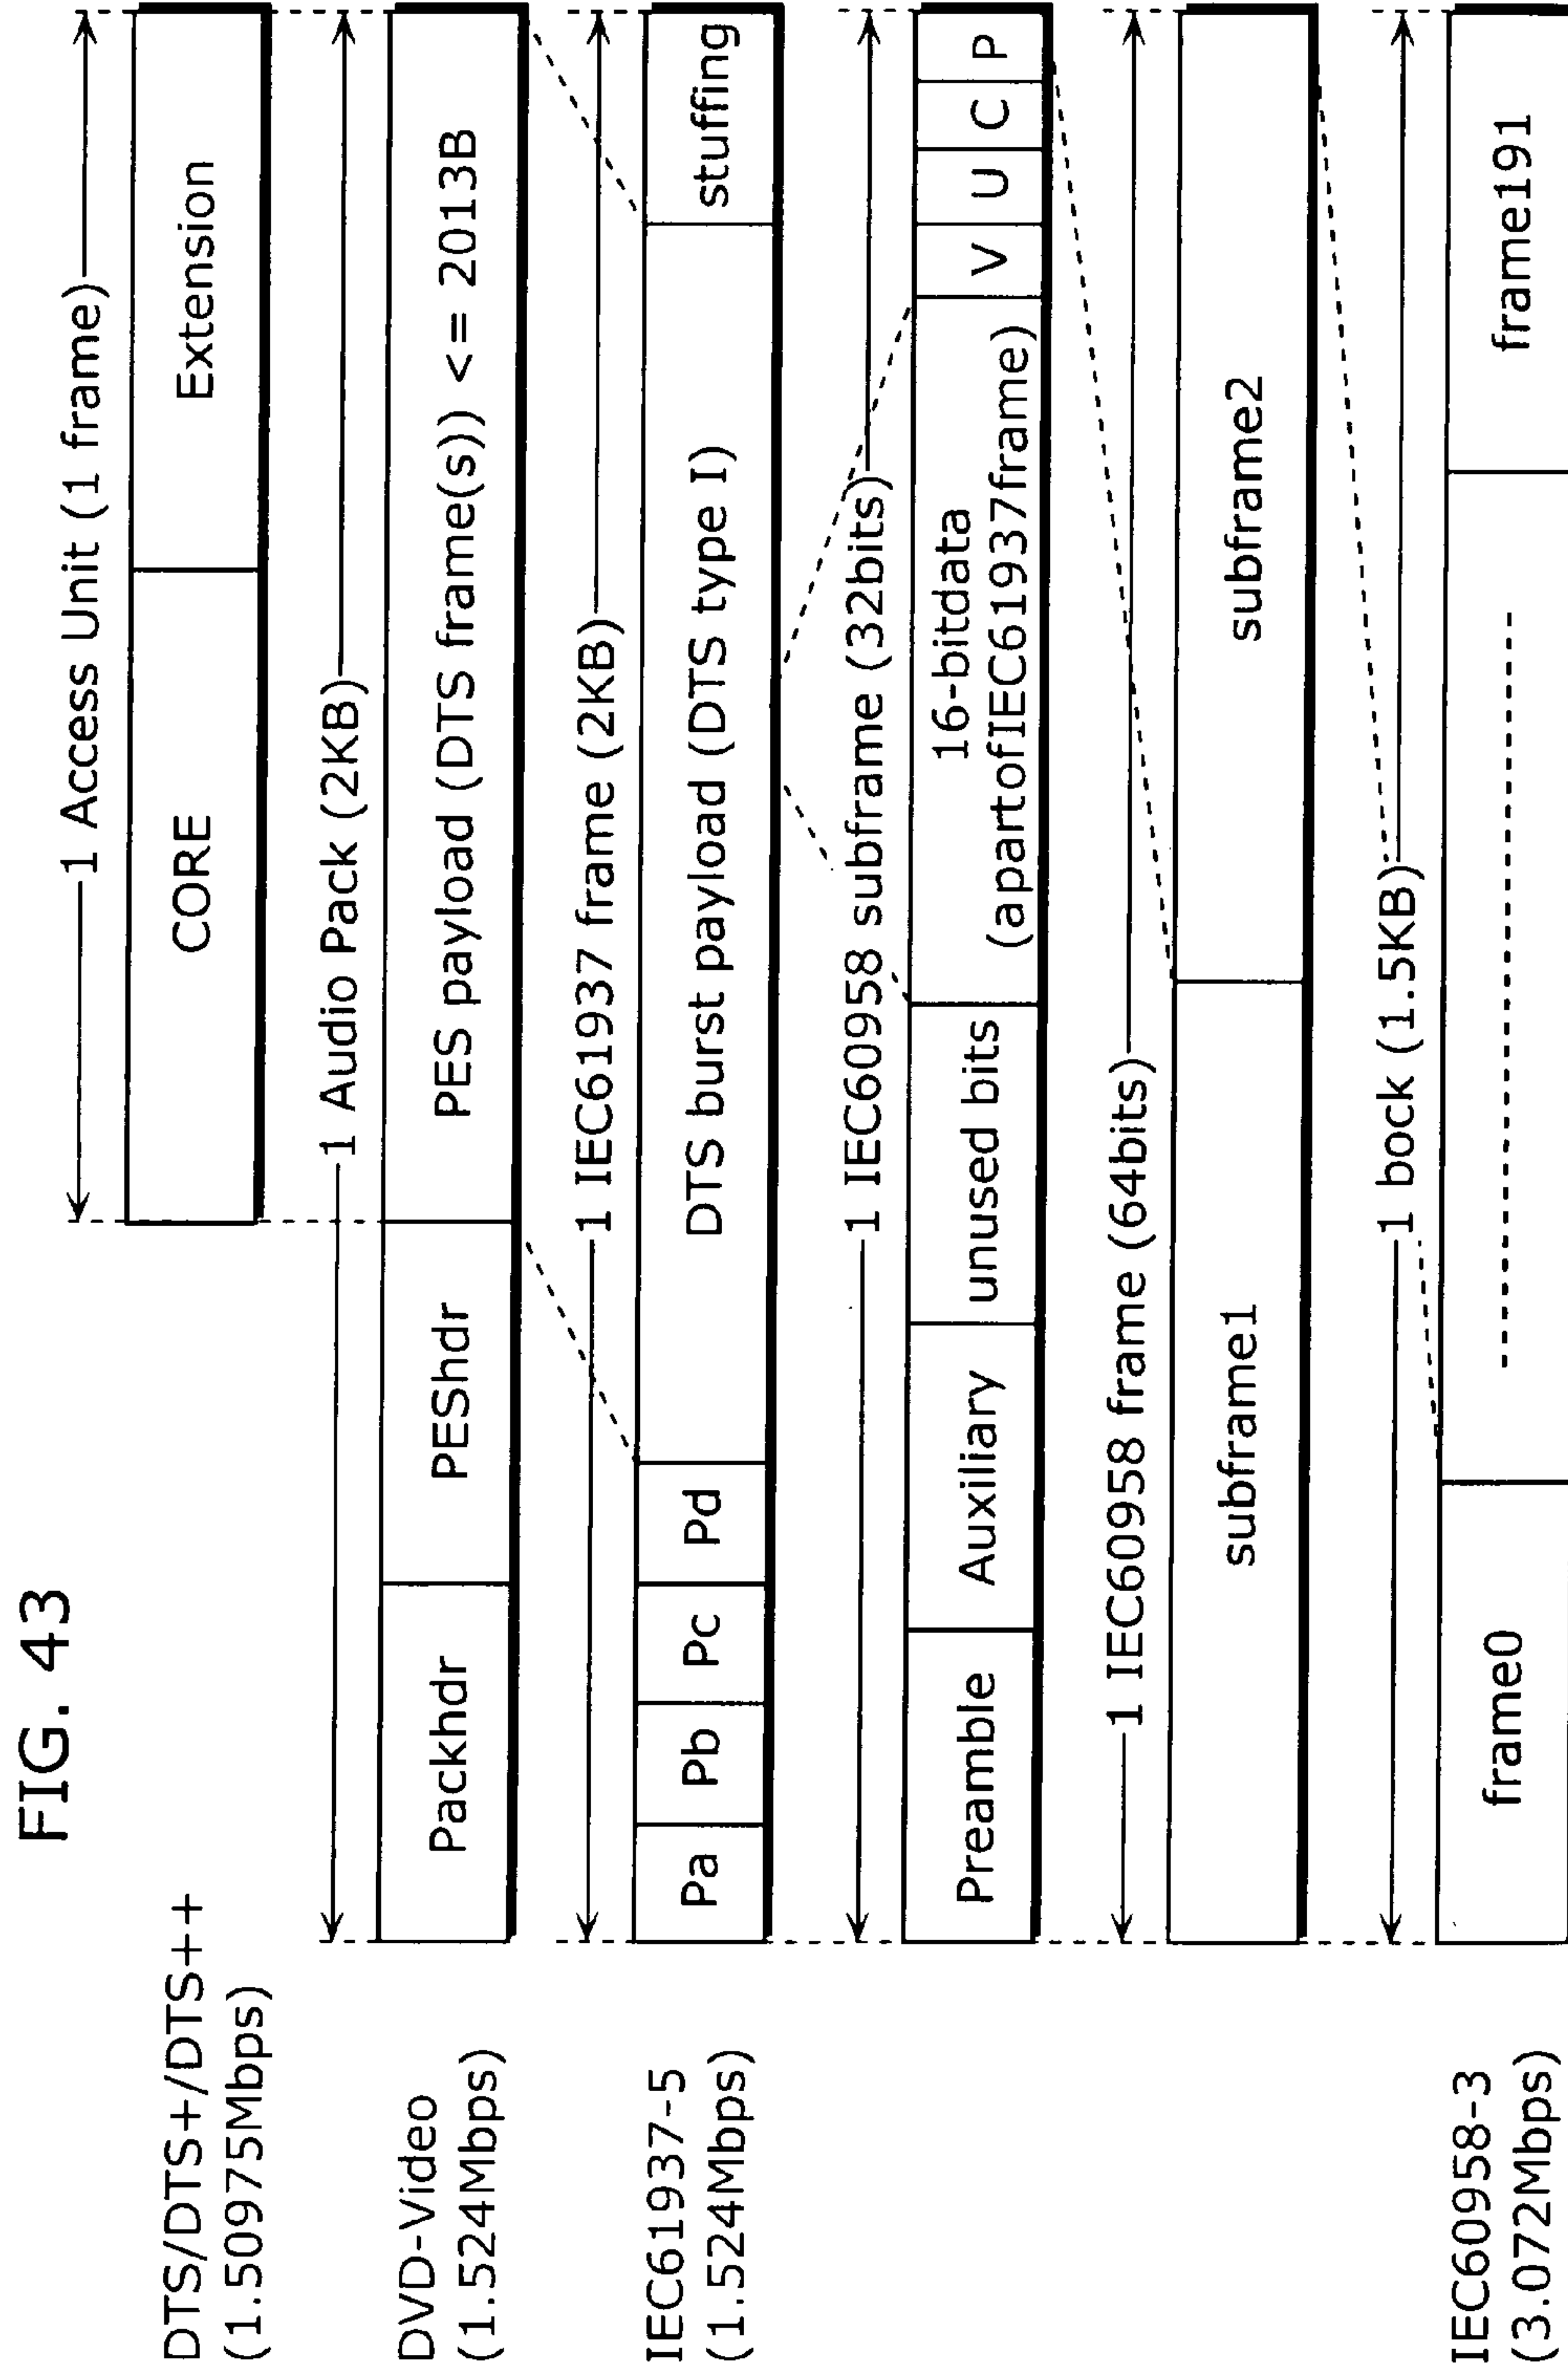 FIG. 43
DTS/DTS+/DTS++
(1.50975Mbps)
1 Access Unit (1 frame)
CORE
Extension
DVD-Video
(1.524Mbps)
1 Audio Pack (2KB)
Packhdr
PEShdr
PES payload (DTS frame(s)) <= 2013B
IEC61937-5
(1.524Mbps)
1 IEC61937 frame (2KB)
Pa
Pb
Pc
Pd
DTS burst payload (DTS type I)
stuffing
1 IEC60958 subframe (32bits)
Preamble
Auxiliary
unused bits
16-bitdata
(apartofIEC61937frame)
V
U
C
P
1 IEC60958 frame (64bits)
subframe1
subframe2
IEC60958-3
(3.072Mbps)
1 bock (1.5KB)
frame0
frame191